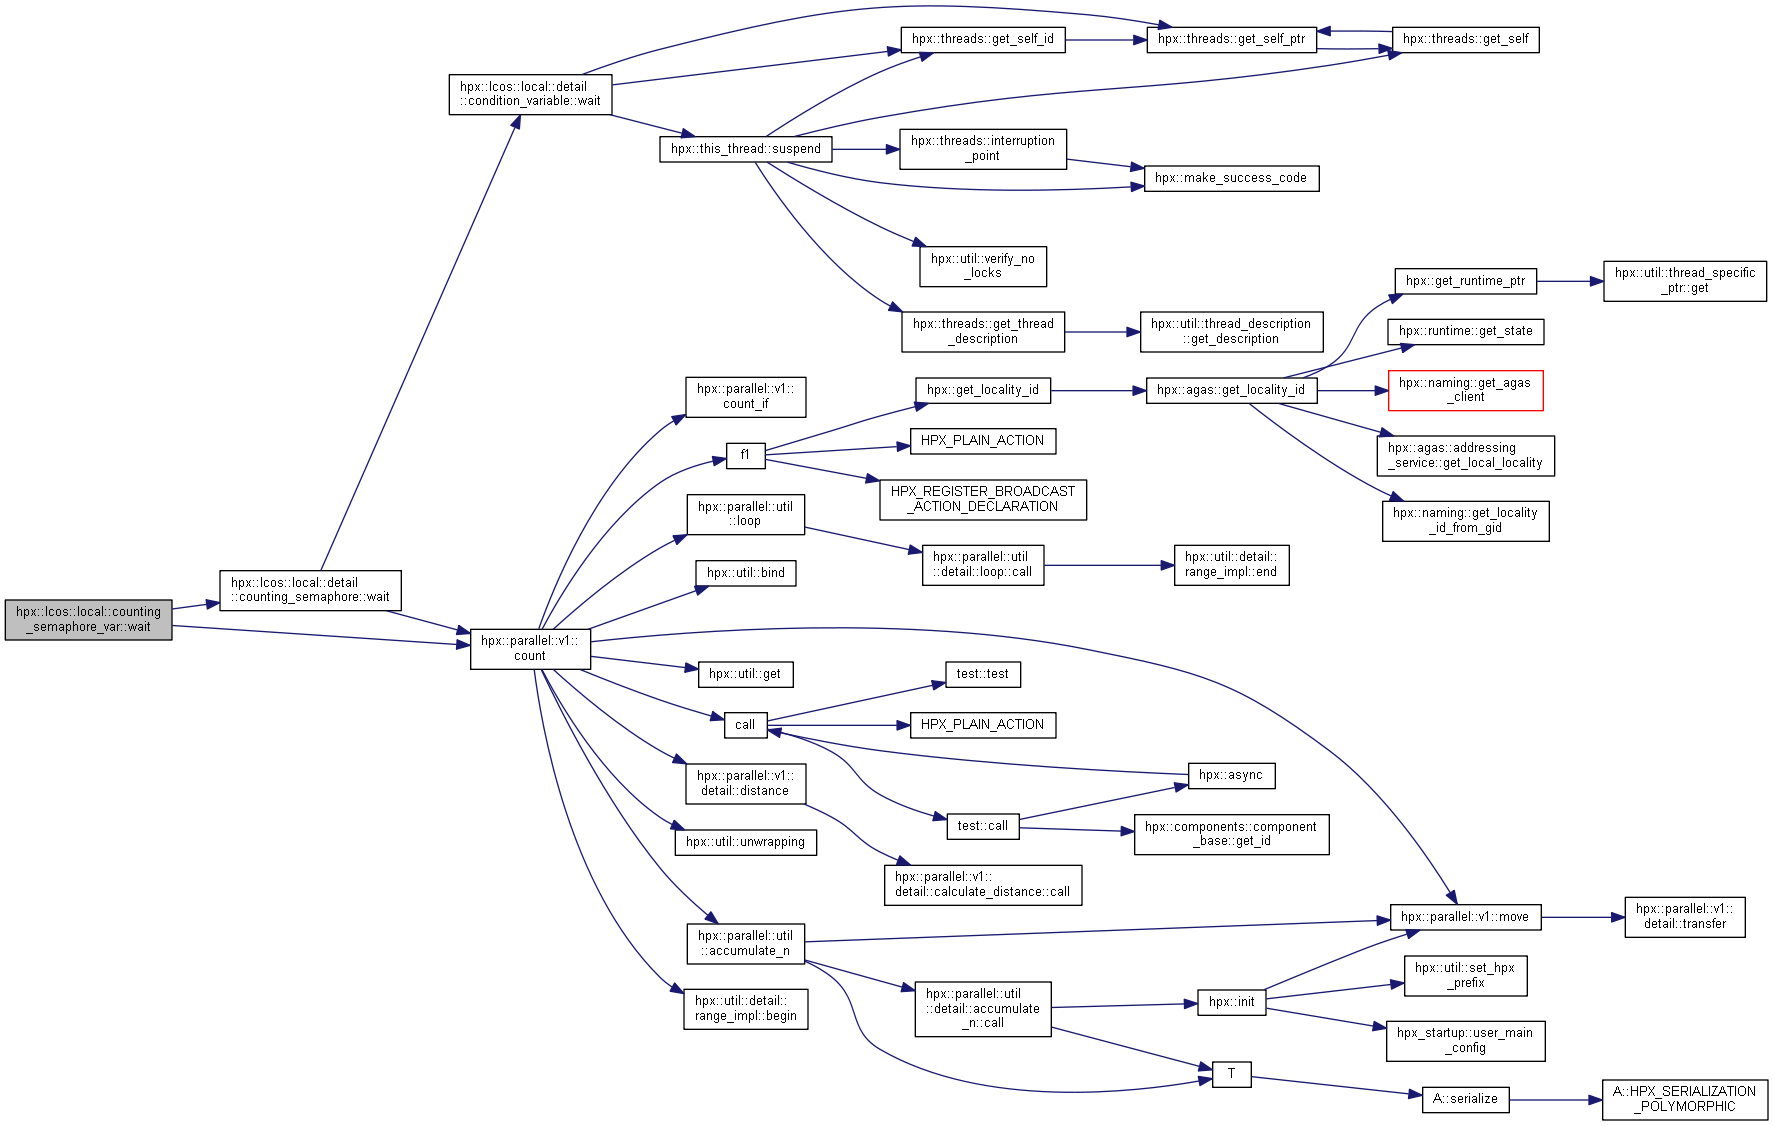 hpx::lcos::local::counting
_semaphore_var::wait
hpx::lcos::local::detail
::counting_semaphore::wait
hpx::lcos::local::detail
::condition_variable::wait
hpx::threads::get_self_id
hpx::threads::get_self_ptr
hpx::threads::get_self
hpx::this_thread::suspend
hpx::threads::interruption
_point
hpx::make_success_code
hpx::util::verify_no
_locks
hpx::threads::get_thread
_description
hpx::util::thread_description
::get_description
hpx::parallel::v1::
count
hpx::parallel::v1::
count_if
f1
hpx::get_locality_id
HPX_PLAIN_ACTION
HPX_REGISTER_BROADCAST
_ACTION_DECLARATION
hpx::agas::get_locality_id
hpx::get_runtime_ptr
hpx::util::thread_specific
_ptr::get
hpx::runtime::get_state
hpx::naming::get_agas
_client
hpx::agas::addressing
_service::get_local_locality
hpx::naming::get_locality
_id_from_gid
hpx::parallel::util
::loop
hpx::parallel::util
::detail::loop::call
hpx::util::detail::
range_impl::end
hpx::util::bind
hpx::util::get
call
test::test
HPX_PLAIN_ACTION
hpx::async
test::call
hpx::components::component
_base::get_id
hpx::parallel::v1::
detail::distance
hpx::parallel::v1::
detail::calculate_distance::call
hpx::util::unwrapping
hpx::parallel::util
::accumulate_n
hpx::parallel::v1::move
hpx::parallel::v1::
detail::transfer
hpx::util::detail::
range_impl::begin
hpx::parallel::util
::detail::accumulate
_n::call
hpx::init
hpx::util::set_hpx
_prefix
hpx_startup::user_main
_config
T
A::serialize
A::HPX_SERIALIZATION
_POLYMORPHIC